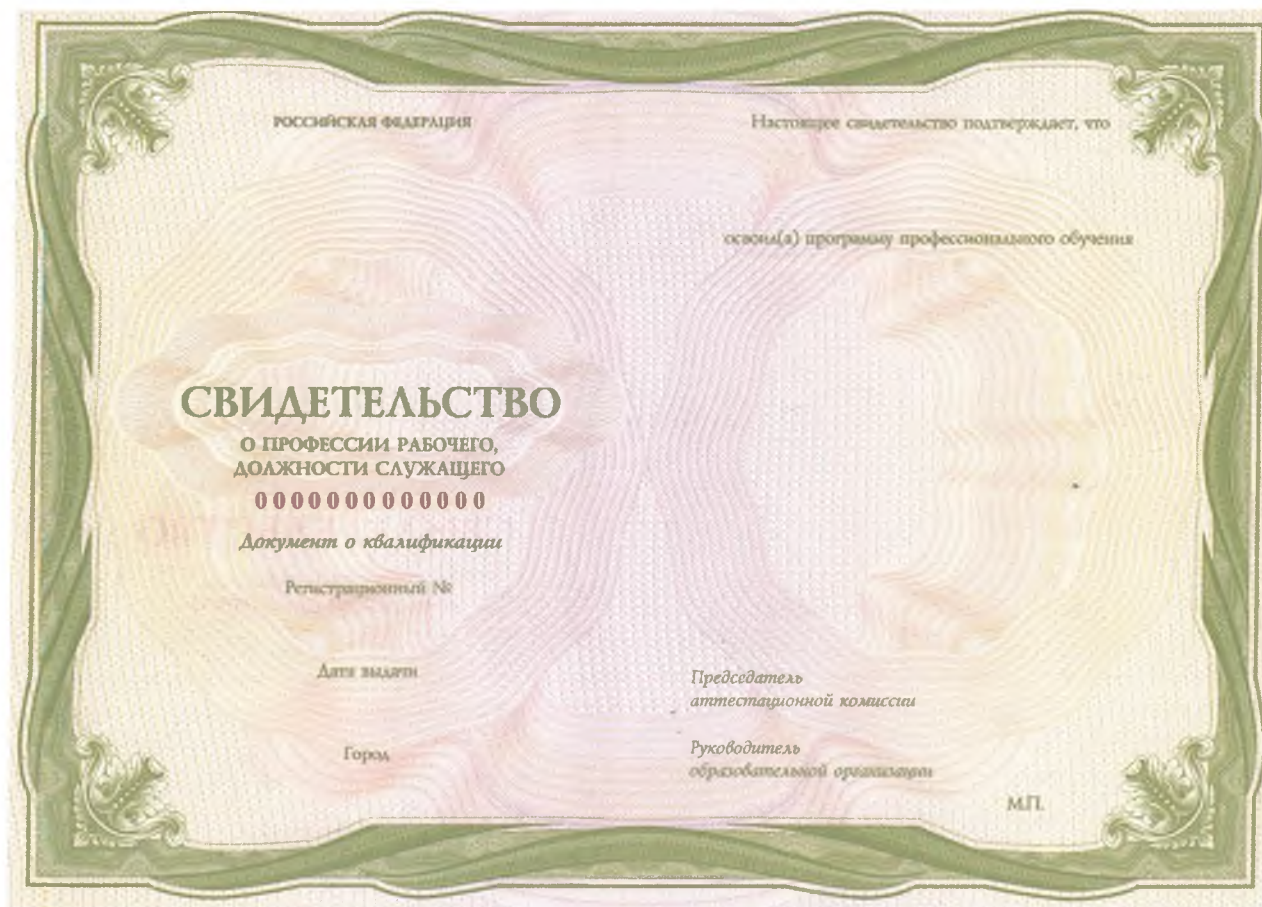 РОССИЙСКАЯ ФЕДЕРАЦИЯ
СВИДЕТЕЛЬСТВО
О ПРОФЕССИИ РАБОЧЕГО,
ДОЛЖНОСТИ СЛУЖАЩЕГО
0000000000000
Документ о квалификации
Регистрационный №
Дата выдачи
Город
Настоящее свидетельство подтверждает, что
освоил(а) программу профессионального обучения
Председатель
аттестационной комиссии
Руководитель
образовательной организации
М.П.